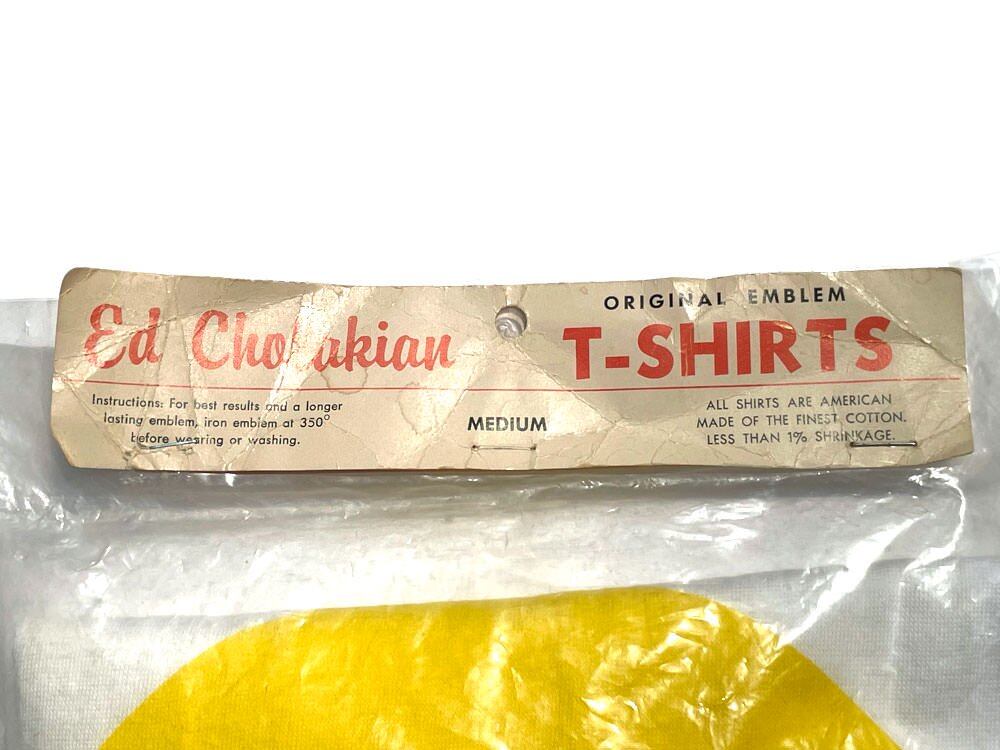 Ed Cholakian
ORIGINAL EMBLEM
T-SHIRTS
Instructions: For best results and a longer
lasting emblem, iron emblem at 350°
before wearing or washing.
MEDIUM
ALL SHIRTS ARE AMERICAN
MADE OF THE FINEST COTTON.
LESS THAN 1% SHRINKAGE.